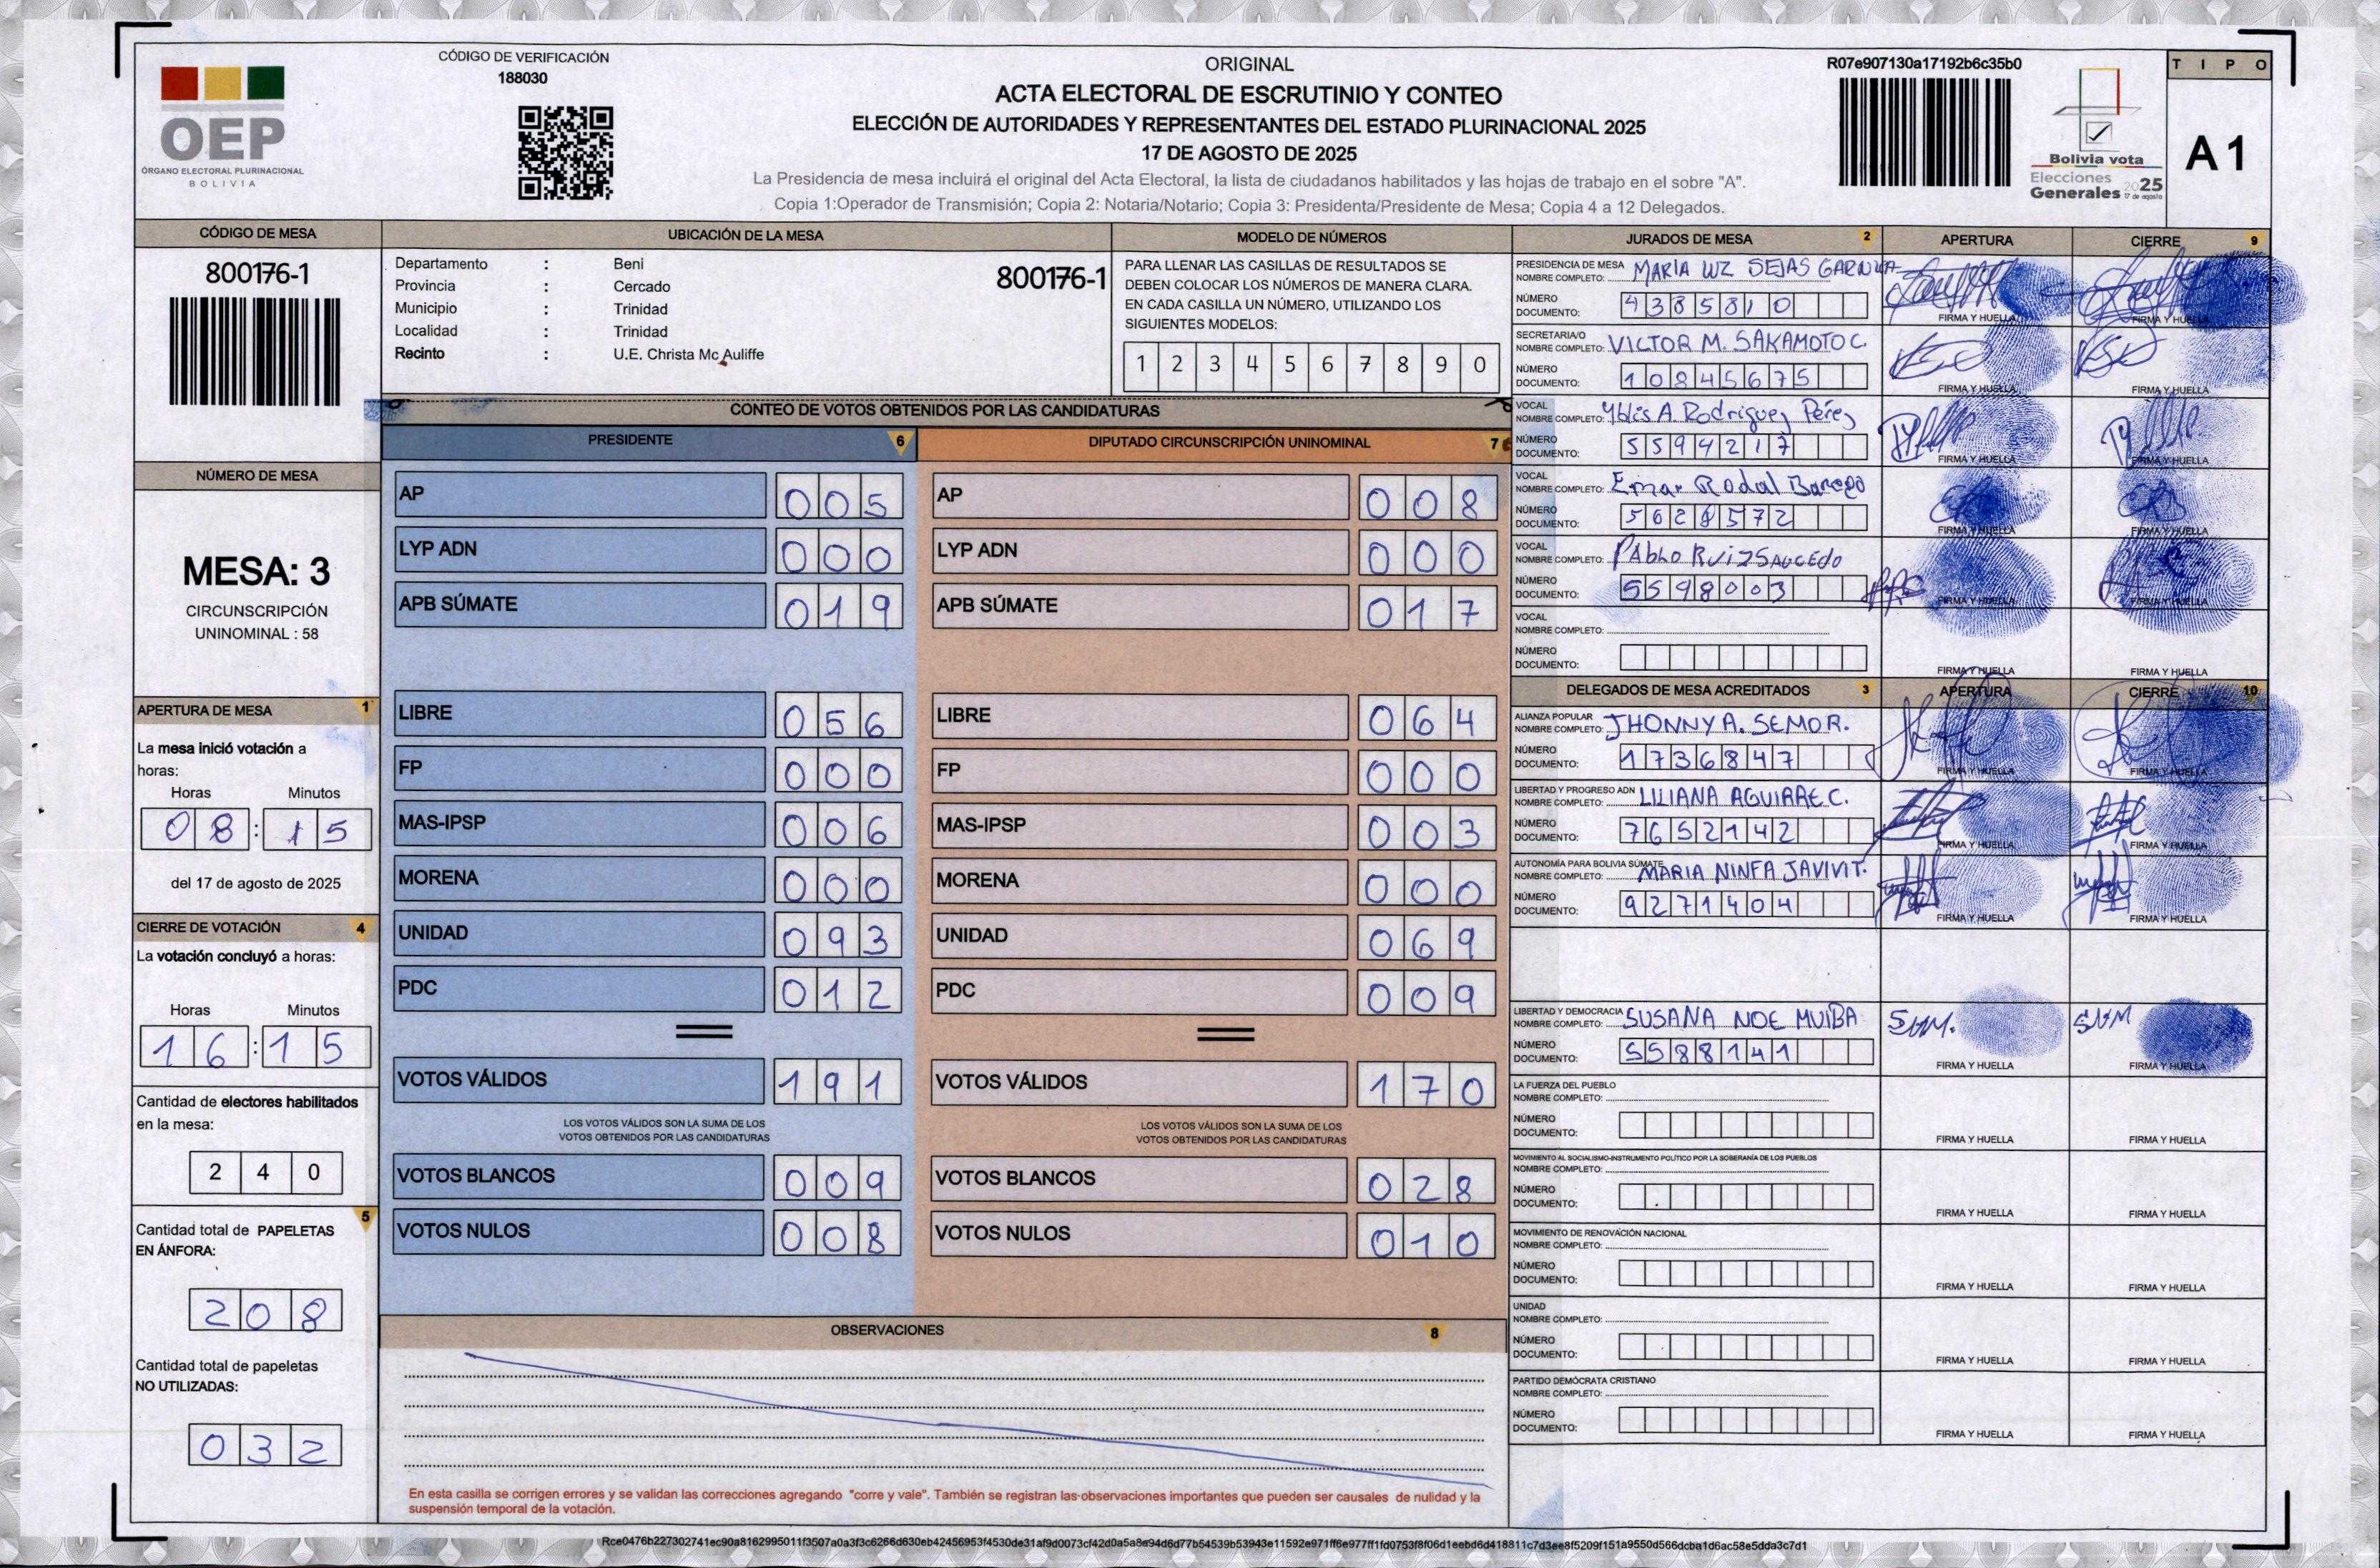 CÓDIGO DE VERIFICACIÓN
188030
OEP
ÓRGANO ELECTORAL PLURINACIONAL
BOLIVIA
ORIGINAL
ACTA ELECTORAL DE ESCRUTINIO Y CONTEO
ELECCIÓN DE AUTORIDADES Y REPRESENTANTES DEL ESTADO PLURINACIONAL 2025
17 DE AGOSTO DE 2025
La Presidencia de mesa incluirá el original del Acta Electoral, la lista de ciudadanos habilitados y las hojas de trabajo en el sobre "A".
Copia 1:Operador de Transmisión; Copia 2: Notaria/Notario; Copia 3: Presidenta/Presidente de Mesa; Copia 4 a 12 Delegados.
R07e907130a17192b6c35b0
Bolivia vota
Elecciones
Generales 2025
17 de agosto
TIPO
A 1
CÓDIGO DE MESA
800176-1
UBICACIÓN DE LA MESA
Departamento : Beni
Provincia : Cercado
Municipio : Trinidad
Localidad : Trinidad
Recinto : U.E. Christa Mc Auliffe
800176-1
MODELO DE NÚMEROS
PARA LLENAR LAS CASILLAS DE RESULTADOS SE
DEBEN COLOCAR LOS NÚMEROS DE MANERA CLARA.
EN CADA CASILLA UN NÚMERO, UTILIZANDO LOS
SIGUIENTES MODELOS:
1 2 3 4 5 6 7 8 9 0
NÚMERO DE MESA
MESA: 3
CIRCUNSCRIPCIÓN
UNINOMINAL : 58
APERTURA DE MESA 1
La mesa inició votación a
horas:
Horas Minutos
08 : 15
del 17 de agosto de 2025
CIERRE DE VOTACIÓN 4
La votación concluyó a horas:
Horas Minutos
16 : 15
Cantidad de electores habilitados
en la mesa:
2 4 0
5
Cantidad total de PAPELETAS
EN ÁNFORA:
208
Cantidad total de papeletas
NO UTILIZADAS:
032
CONTEO DE VOTOS OBTENIDOS POR LAS CANDIDATURAS
PRESIDENTE 6
AP 005
LYP ADN 000
APB SÚMATE 019
LIBRE 056
FP 000
MAS-IPSP 006
MORENA 000
UNIDAD 093
PDC 012
VOTOS VÁLIDOS 191
LOS VOTOS VÁLIDOS SON LA SUMA DE LOS
VOTOS OBTENIDOS POR LAS CANDIDATURAS
VOTOS BLANCOS 009
VOTOS NULOS 008
DIPUTADO CIRCUNSCRIPCIÓN UNINOMINAL 7
AP 008
LYP ADN 000
APB SÚMATE 017
LIBRE 064
FP 000
MAS-IPSP 003
MORENA 000
UNIDAD 069
PDC 009
VOTOS VÁLIDOS 170
LOS VOTOS VÁLIDOS SON LA SUMA DE LOS
VOTOS OBTENIDOS POR LAS CANDIDATURAS
VOTOS BLANCOS 028
VOTOS NULOS 010
OBSERVACIONES 8
En esta casilla se corrigen errores y se validan las correcciones agregando "corre y vale". También se registran las observaciones importantes que pueden ser causales de nulidad y la
suspensión temporal de la votación.
JURADOS DE MESA 2 APERTURA CIERRE 9
PRESIDENCIA DE MESA
NOMBRE COMPLETO: MARIA LUZ SEJAS
NÚMERO
DOCUMENTO: 4385810
FIRMA Y HUELLA FIRMA Y HUELLA
SECRETARIA/O
NOMBRE COMPLETO: VICTOR M. SAKAMOTO C.
NÚMERO
DOCUMENTO: 10845675
FIRMA Y HUELLA FIRMA Y HUELLA
VOCAL
NOMBRE COMPLETO: A. Rodriguez Pérez
NÚMERO
DOCUMENTO: 5594217
FIRMA Y HUELLA FIRMA Y HUELLA
VOCAL
NOMBRE COMPLETO: Rodal
NÚMERO
DOCUMENTO: 5628572
FIRMA Y HUELLA FIRMA Y HUELLA
VOCAL
NOMBRE COMPLETO: PAblo RUIZ SAUCEDO
NÚMERO
DOCUMENTO: 5598003
FIRMA Y HUELLA FIRMA Y HUELLA
VOCAL
NOMBRE COMPLETO:
NÚMERO
DOCUMENTO:
FIRMA Y HUELLA FIRMA Y HUELLA
DELEGADOS DE MESA ACREDITADOS 3 APERTURA CIERRE 10
ALIANZA POPULAR
NOMBRE COMPLETO: JHONNY A. SEMO R.
NÚMERO
DOCUMENTO: 1736847
FIRMA Y HUELLA FIRMA Y HUELLA
LIBERTAD Y PROGRESO ADN
NOMBRE COMPLETO: LILIANA AGUIRRE C.
NÚMERO
DOCUMENTO: 7652142
FIRMA Y HUELLA FIRMA Y HUELLA
AUTONOMÍA PARA BOLIVIA SÚMATE
NOMBRE COMPLETO: MARIA NINFA JAVIVI T.
NÚMERO
DOCUMENTO: 9271404
FIRMA Y HUELLA FIRMA Y HUELLA
LIBERTAD Y DEMOCRACIA
NOMBRE COMPLETO: SUSANA NOE MUIBA
NÚMERO
DOCUMENTO: 5588141
SNM. SNM
FIRMA Y HUELLA FIRMA Y HUELLA
LA FUERZA DEL PUEBLO
NOMBRE COMPLETO:
NÚMERO
DOCUMENTO:
FIRMA Y HUELLA FIRMA Y HUELLA
MOVIMIENTO AL SOCIALISMO-INSTRUMENTO POLÍTICO POR LA SOBERANÍA DE LOS PUEBLOS
NOMBRE COMPLETO:
NÚMERO
DOCUMENTO:
FIRMA Y HUELLA FIRMA Y HUELLA
MOVIMIENTO DE RENOVACIÓN NACIONAL
NOMBRE COMPLETO:
NÚMERO
DOCUMENTO:
FIRMA Y HUELLA FIRMA Y HUELLA
UNIDAD
NOMBRE COMPLETO:
NÚMERO
DOCUMENTO:
FIRMA Y HUELLA FIRMA Y HUELLA
PARTIDO DEMÓCRATA CRISTIANO
NOMBRE COMPLETO:
NÚMERO
DOCUMENTO:
FIRMA Y HUELLA FIRMA Y HUELLA